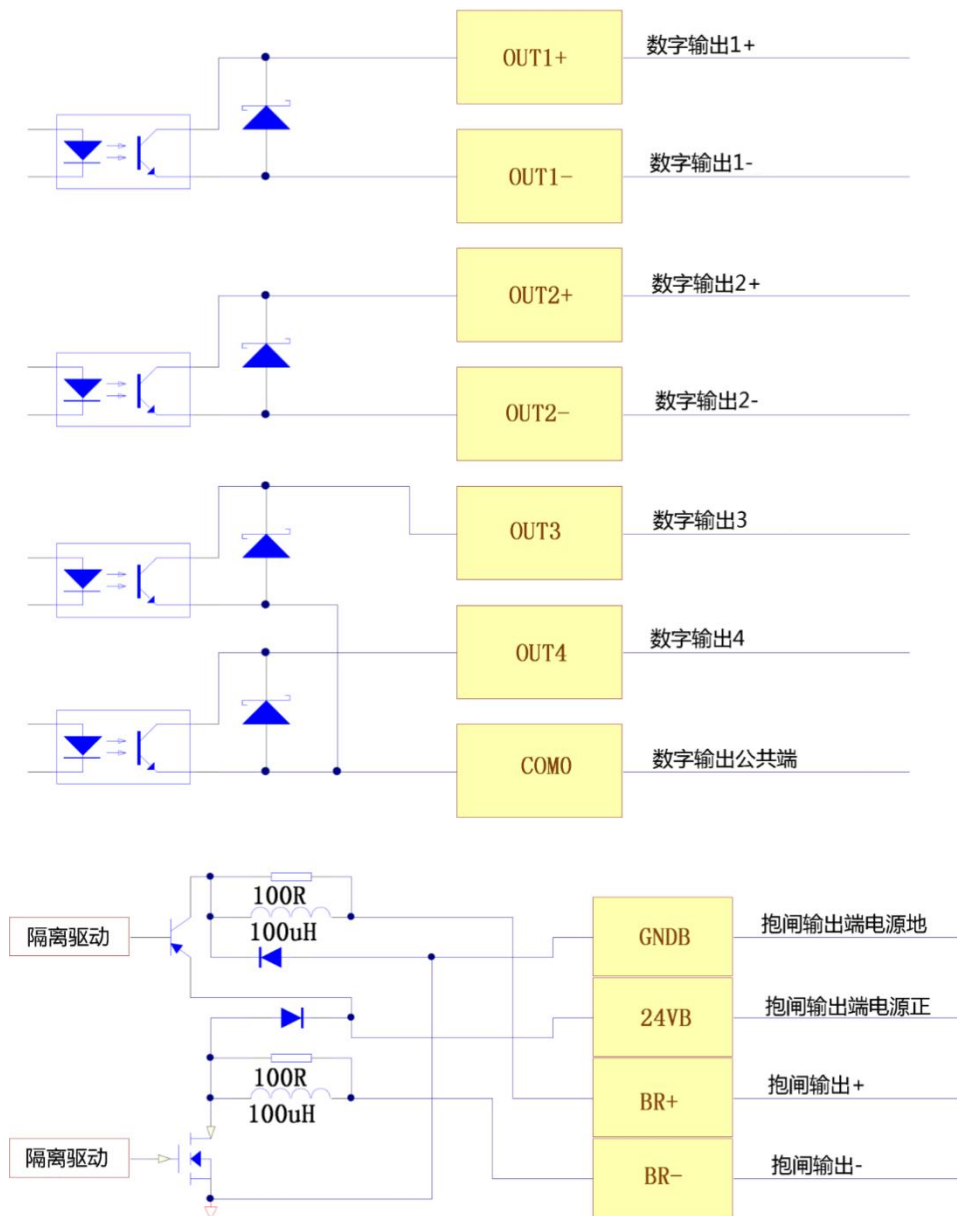 OUT1+ 数字输出1+
OUT1- 数字输出1-
OUT2+ 数字输出2+
OUT2- 数字输出2-
OUT3 数字输出3
OUT4 数字输出4
COMO 数字输出公共端
100R
100uH
隔离驱动
GNDB 抱闸输出端电源地
24VB 抱闸输出端电源正
100R
100uH
BR+ 抱闸输出+
隔离驱动
BR- 抱闸输出-